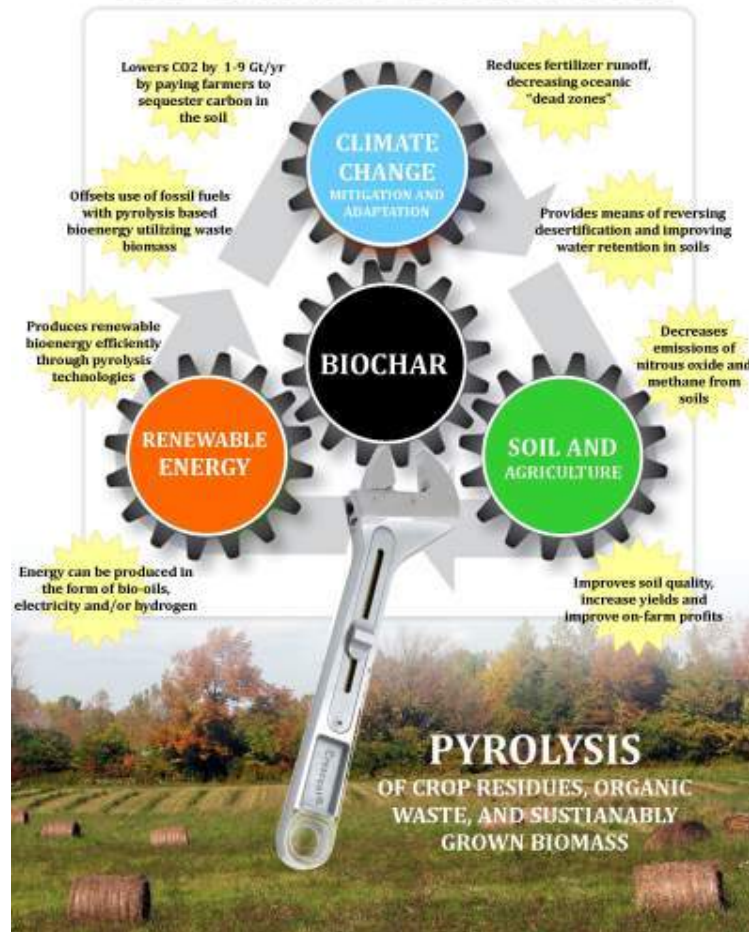 Lowers CO2 by 1-9 Gt/yr
by paying farmers to
sequester carbon in
the soil
Reduces fertilizer runoff,
decreasing oceanic
"dead zones"
CLIMATE
CHANGE
MITIGATION AND
ADAPTATION
Offsets use of fossil fuels
with pyrolysis based
bioenergy utilizing waste
biomass
Provides means of reversing
desertification and improving
water retention in soils
Produces renewable
bioenergy efficiently
through pyrolysis
technologies
BIOCHAR
Decreases
emissions of
nitrous oxide and
methane from
soils
RENEWABLE
ENERGY
SOIL AND
AGRICULTURE
Energy can be produced in
the form of bio-oils,
electricity and/or hydrogen
Improves soil quality,
increase yields and
improve on-farm profits
PYROLYSIS
OF CROP RESIDUES, ORGANIC
WASTE, AND SUSTIANABLY
GROWN BIOMASS